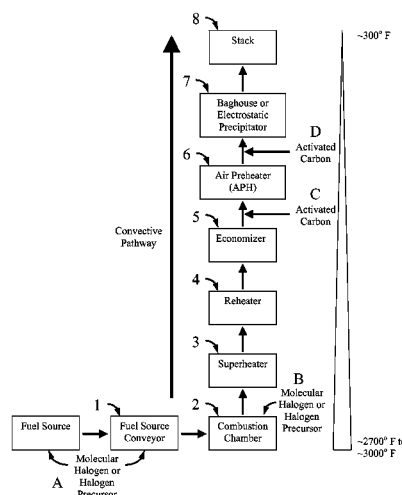 8
Stack
~300° F
7
Baghouse or
Electrostatic
Precipitator
D
Activated
Carbon
6
Air Preheater
(APH)
C
Activated
Carbon
5
Economizer
Convective
Pathway
4
Reheater
3
Superheater
B
Molecular
Halogen or
Halogen
Precursor
1
2
Fuel Source
Fuel Source
Conveyor
Combustion
Chamber
~2700° F to
~3000° F
Molecular
Halogen or
Halogen
Precursor
A